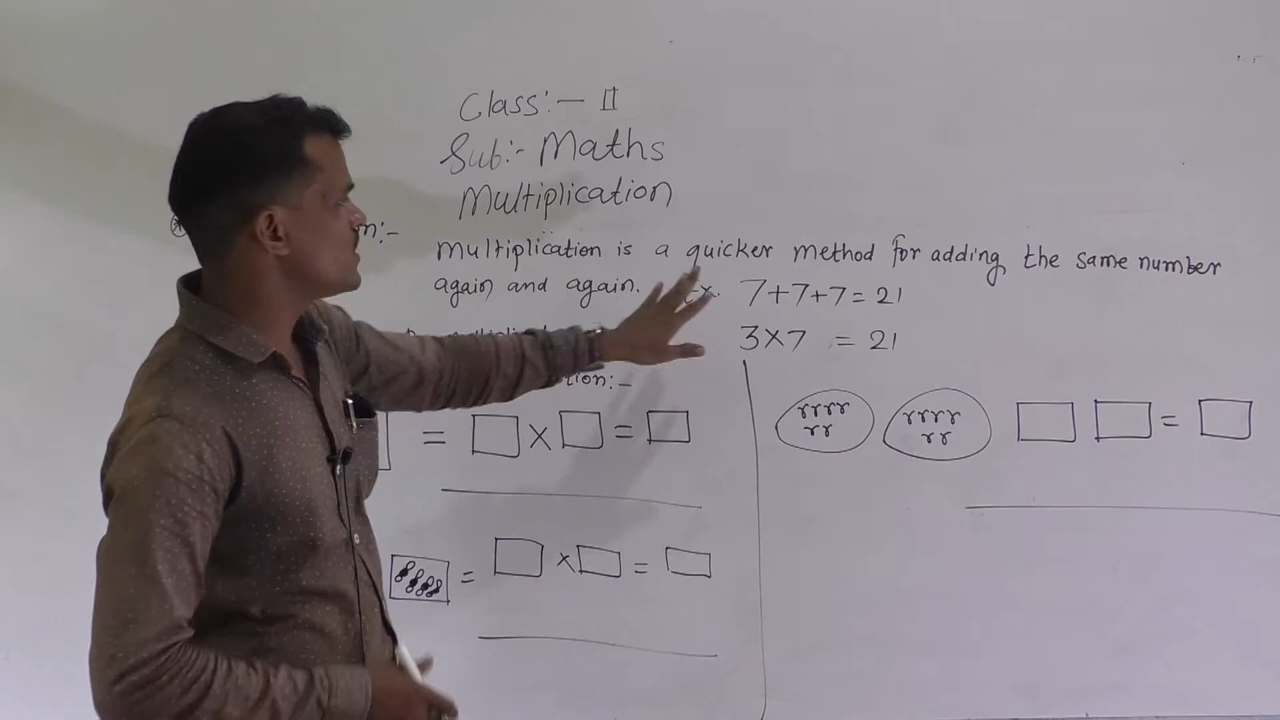 Class:- II
Sub:- Maths
Multiplication
Multiplication is a quicker method for adding the same number
again and again. Ex. 7+7+7=21
3×7 = 21
= □ × □ = □
□ □ = □
= □ × □ = □